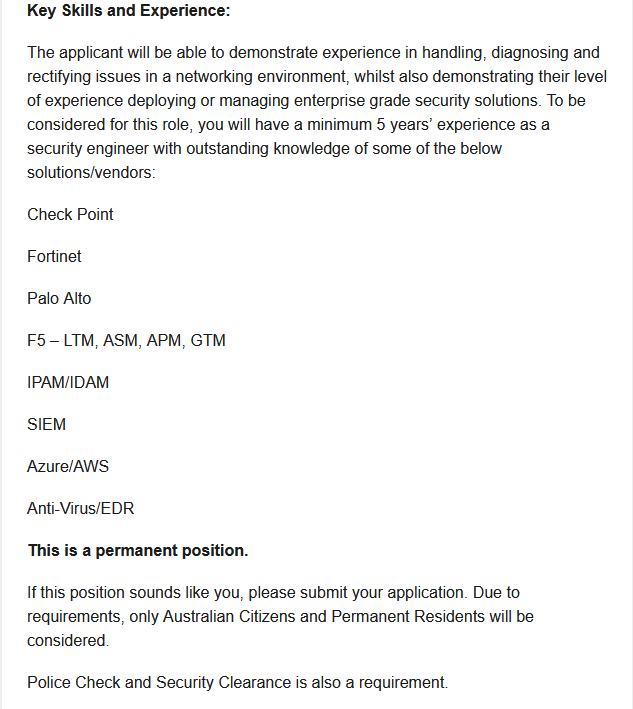 Key Skills and Experience:
The applicant will be able to demonstrate experience in handling, diagnosing and
rectifying issues in a networking environment, whilst also demonstrating their level
of experience deploying or managing enterprise grade security solutions. To be
considered for this role, you will have a minimum 5 years’ experience as a
security engineer with outstanding knowledge of some of the below
solutions/vendors:
Check Point
Fortinet
Palo Alto
F5 – LTM, ASM, APM, GTM
IPAM/IDAM
SIEM
Azure/AWS
Anti-Virus/EDR
This is a permanent position.
If this position sounds like you, please submit your application. Due to
requirements, only Australian Citizens and Permanent Residents will be
considered.
Police Check and Security Clearance is also a requirement.